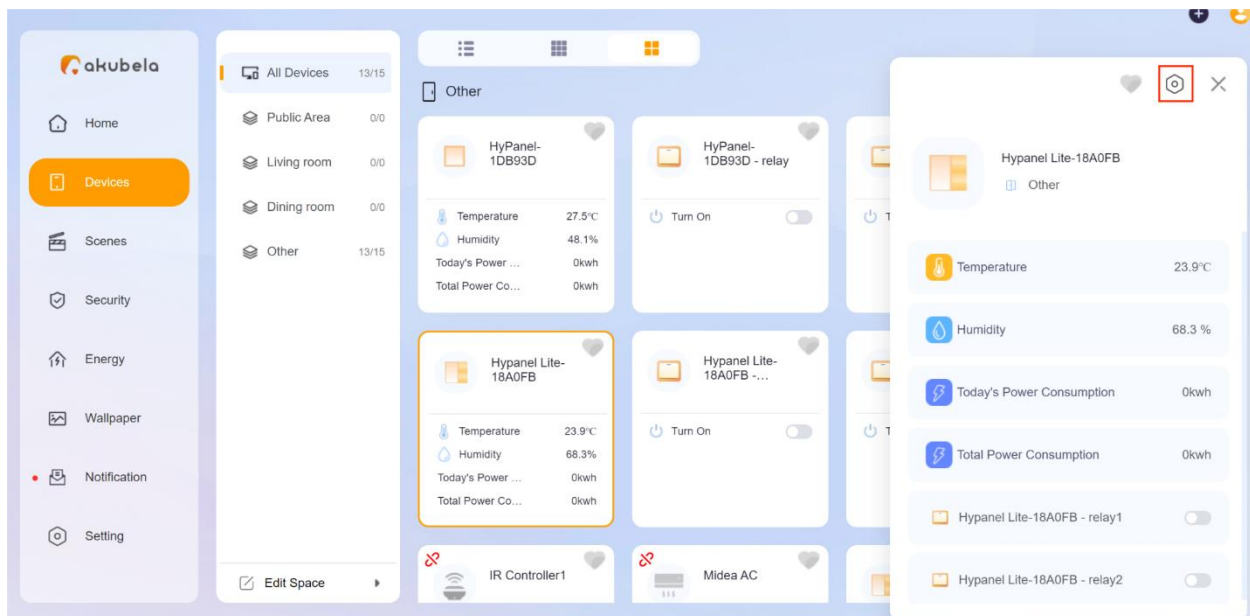 akubela
Home
Devices
Scenes
Security
Energy
Wallpaper
Notification
Setting
All Devices 13/15
Public Area 0/0
Living room 0/0
Dining room 0/0
Other 13/15
Edit Space
Other
HyPanel-
1DB93D
Temperature 27.5°C
Humidity 48.1%
Today's Power ... 0kwh
Total Power Co... 0kwh
HyPanel-
1DB93D - relay
Turn On
T
Hypanel Lite-
18A0FB
Temperature 23.9°C
Humidity 68.3%
Today's Power ... 0kwh
Total Power Co... 0kwh
Hypanel Lite-
18A0FB -...
Turn On
T
IR Controller1
Midea AC
Hypanel Lite-18A0FB
Other
Temperature 23.9°C
Humidity 68.3 %
Today's Power Consumption 0kwh
Total Power Consumption 0kwh
Hypanel Lite-18A0FB - relay1
Hypanel Lite-18A0FB - relay2